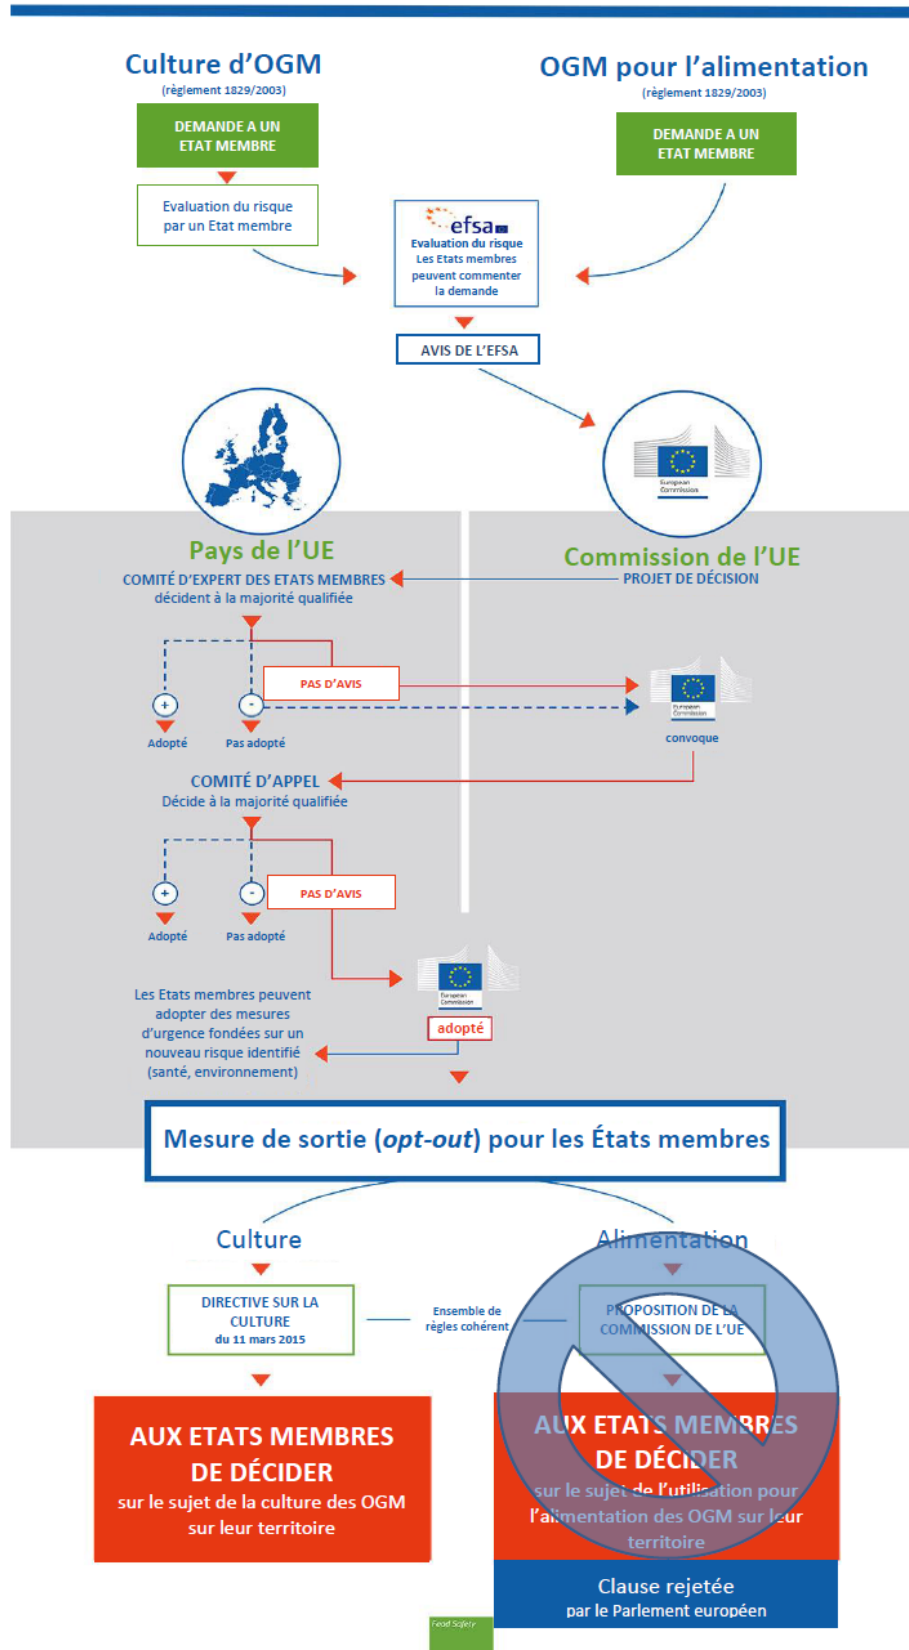 Culture d'OGM
(règlement 1829/2003)
DEMANDE A UN
ETAT MEMBRE
Evaluation du risque
par un Etat membre
OGM pour l'alimentation
(règlement 1829/2003)
DEMANDE A UN
ETAT MEMBRE
efsa
Evaluation du risque
Les Etats membres
peuvent commenter
la demande
AVIS DE L'EFSA
European
Commission
Pays de l'UE
Commission de l'UE
COMITÉ D'EXPERT DES ETATS MEMBRES
décident à la majorité qualifiée
PROJET DE DÉCISION
PAS D'AVIS
+
-
Adopté
Pas adopté
European
Commission
convoque
COMITÉ D'APPEL
Décide à la majorité qualifiée
PAS D'AVIS
+
-
Adopté
Pas adopté
European
Commission
adopté
Les Etats membres peuvent
adopter des mesures
d'urgence fondées sur un
nouveau risque identifié
(santé, environnement)
Mesure de sortie (opt-out) pour les États membres
Culture
Alimentation
DIRECTIVE SUR LA
CULTURE
du 11 mars 2015
Ensemble de
règles cohérent
PROPOSITION DE LA
COMMISSION DE L'UE
AUX ETATS MEMBRES
DE DÉCIDER
sur le sujet de la culture des OGM
sur leur territoire
AUX ETATS MEMBRES
DE DÉCIDER
sur le sujet de l'utilisation pour
l'alimentation des OGM sur leur
territoire
Clause rejetée
par le Parlement européen
Food Safety